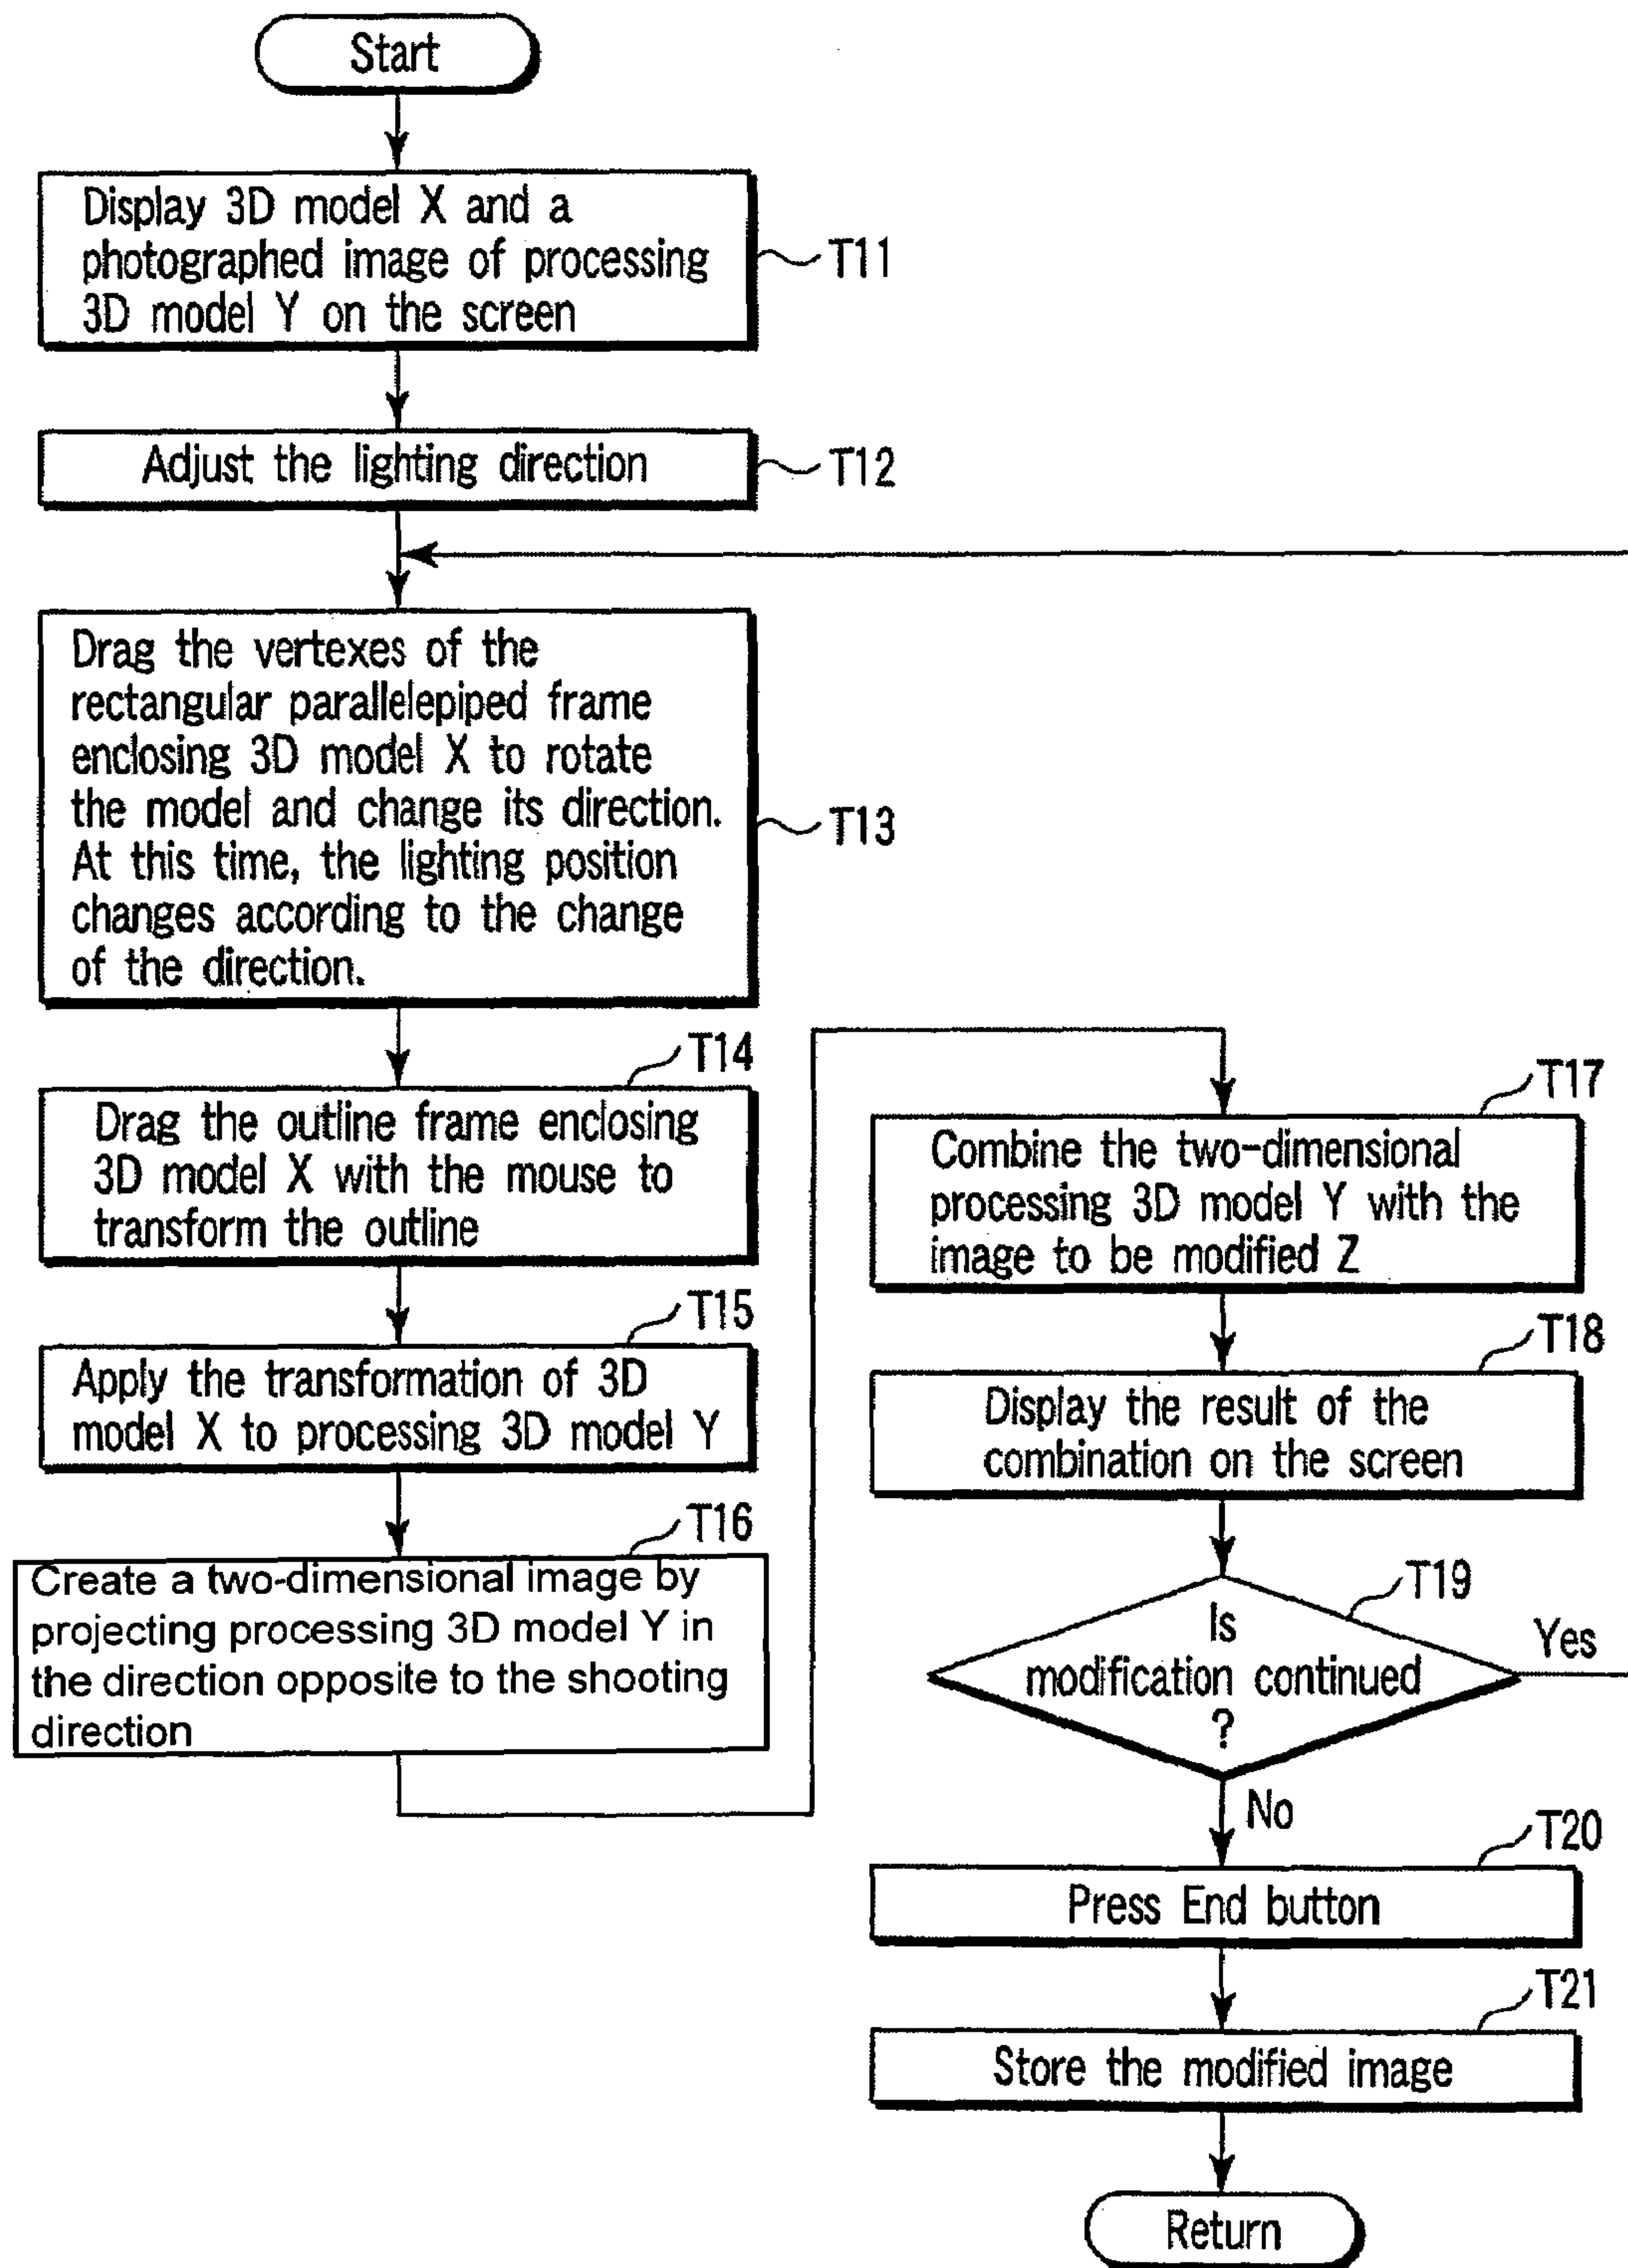 Start
Display 3D model X and a
photographed image of processing
3D model Y on the screen
T11
Adjust the lighting direction
T12
Drag the vertexes of the
rectangular parallelepiped frame
enclosing 3D model X to rotate
the model and change its direction.
At this time, the lighting position
changes according to the change
of the direction.
T13
T14
Drag the outline frame enclosing
3D model X with the mouse to
transform the outline
T15
Apply the transformation of 3D
model X to processing 3D model Y
T16
Create a two-dimensional image by
projecting processing 3D model Y in
the direction opposite to the shooting
direction
T17
Combine the two-dimensional
processing 3D model Y with the
image to be modified Z
T18
Display the result of the
combination on the screen
T19
Is
modification continued
?
Yes
No
T20
Press End button
T21
Store the modified image
Return